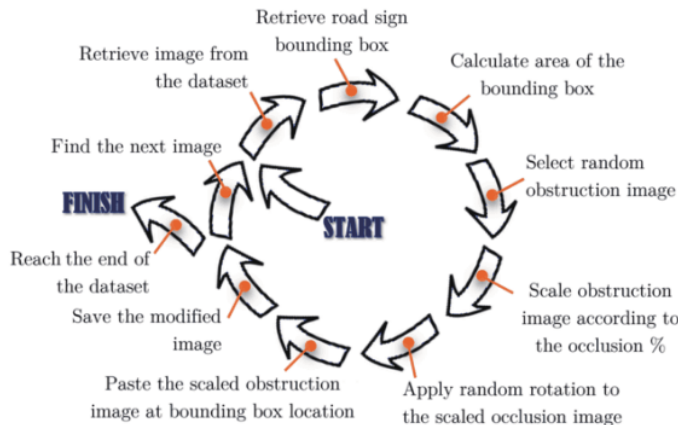 Retrieve road sign
bounding box
Retrieve image from
the dataset
Calculate area of the
bounding box
Find the next image
Select random
obstruction image
FINISH
START
Reach the end of
the dataset
Scale obstruction
image according to
the occlusion %
Save the modified
image
Paste the scaled obstruction
image at bounding box location
Apply random rotation to
the scaled occlusion image